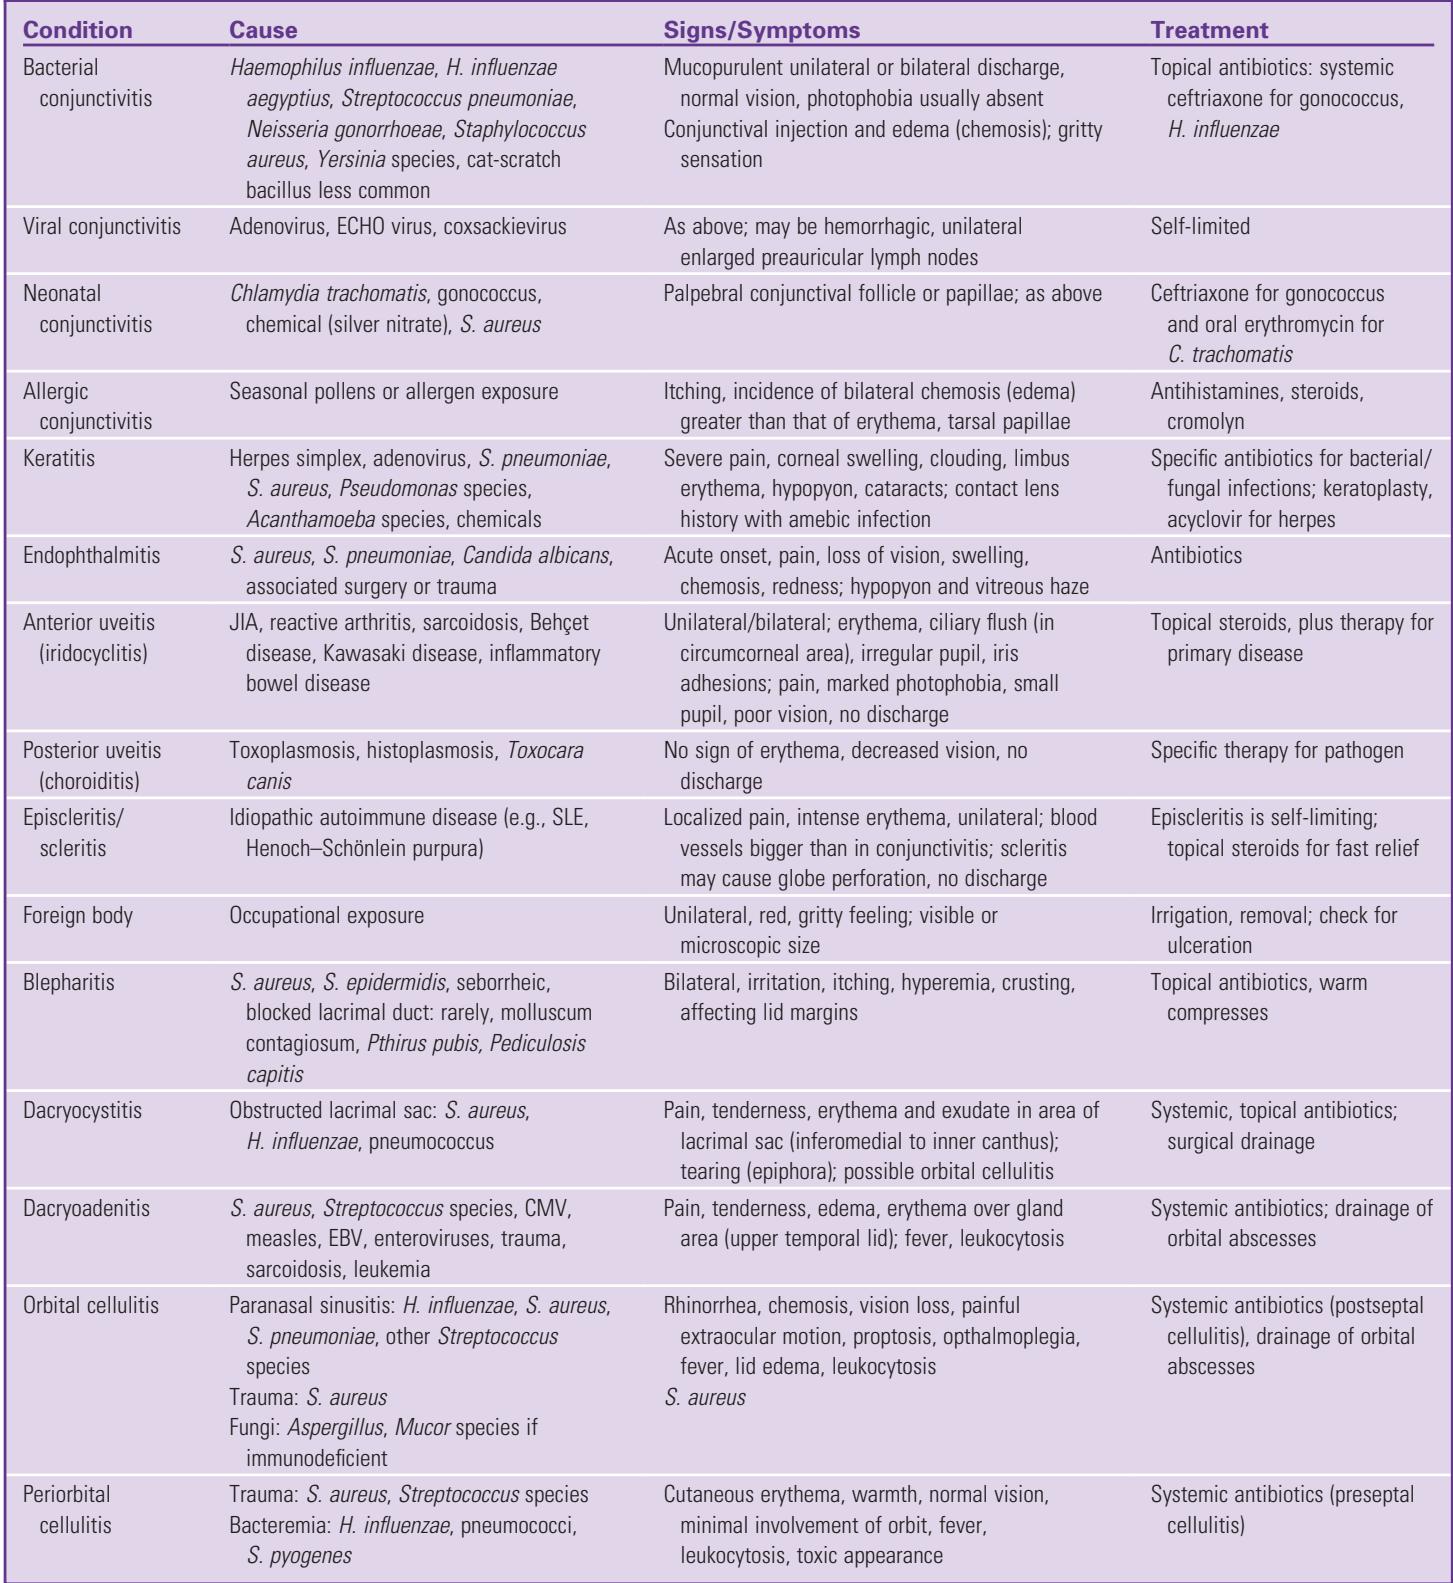 Condition Cause Signs/Symptoms Treatment
Bacterial conjunctivitis
Haemophilus influenzae, H. influenzae
aegyptius, Streptococcus pneumoniae,
Neisseria gonorrhoeae, Staphylococcus
aureus, Yersinia species, cat-scratch
bacillus less common
Mucopurulent unilateral or bilateral discharge,
normal vision, photophobia usually absent
Conjunctival injection and edema (chemosis); gritty
sensation
Topical antibiotics: systemic
ceftriaxone for gonococcus,
H. influenzae
Viral conjunctivitis
Adenovirus, ECHO virus, coxsackievirus
As above; may be hemorrhagic, unilateral
enlarged preauricular lymph nodes
Self-limited
Neonatal
conjunctivitis
Chlamydia trachomatis, gonococcus,
chemical (silver nitrate), S. aureus
Palpebral conjunctival follicle or papillae; as above
Ceftriaxone for gonococcus
and oral erythromycin for
C. trachomatis
Allergic
conjunctivitis
Seasonal pollens or allergen exposure
Itching, incidence of bilateral chemosis (edema)
greater than that of erythema, tarsal papillae
Antihistamines, steroids,
cromolyn
Keratitis
Herpes simplex, adenovirus, S. pneumoniae,
S. aureus, Pseudomonas species,
Acanthamoeba species, chemicals
Severe pain, corneal swelling, clouding, limbus
erythema, hypopyon, cataracts; contact lens
history with amebic infection
Specific antibiotics for bacterial/
fungal infections; keratoplasty,
acyclovir for herpes
Endophthalmitis
S. aureus, S. pneumoniae, Candida albicans,
associated surgery or trauma
Acute onset, pain, loss of vision, swelling,
chemosis, redness; hypopyon and vitreous haze
Antibiotics
Anterior uveitis
(iridocyclitis)
JIA, reactive arthritis, sarcoidosis, Behçet
disease, Kawasaki disease, inflammatory
bowel disease
Unilateral/bilateral; erythema, ciliary flush (in
circumcorneal area), irregular pupil, iris
adhesions; pain, marked photophobia, small
pupil, poor vision, no discharge
Topical steroids, plus therapy for
primary disease
Posterior uveitis
(choroiditis)
Toxoplasmosis, histoplasmosis, Toxocara
canis
No sign of erythema, decreased vision, no
discharge
Specific therapy for pathogen
Episcleritis/
scleritis
Idiopathic autoimmune disease (e.g., SLE,
Henoch–Schönlein purpura)
Localized pain, intense erythema, unilateral; blood
vessels bigger than in conjunctivitis; scleritis
may cause globe perforation, no discharge
Episcleritis is self-limiting;
topical steroids for fast relief
Foreign body
Occupational exposure
Unilateral, red, gritty feeling; visible or
microscopic size
Irrigation, removal; check for
ulceration
Blepharitis
S. aureus, S. epidermidis, seborrheic,
blocked lacrimal duct: rarely, molluscum
contagiosum, Pthirus pubis, Pediculosis
capitis
Bilateral, irritation, itching, hyperemia, crusting,
affecting lid margins
Topical antibiotics, warm
compresses
Dacryocystitis
Obstructed lacrimal sac: S. aureus,
H. influenzae, pneumococcus
Pain, tenderness, erythema and exudate in area of
lacrimal sac (inferomedial to inner canthus);
tearing (epiphora); possible orbital cellulitis
Systemic, topical antibiotics;
surgical drainage
Dacryoadenitis
S. aureus, Streptococcus species, CMV,
measles, EBV, enteroviruses, trauma,
sarcoidosis, leukemia
Pain, tenderness, edema, erythema over gland
area (upper temporal lid); fever, leukocytosis
Systemic antibiotics; drainage of
orbital abscesses
Orbital cellulitis
Paranasal sinusitis: H. influenzae, S. aureus,
S. pneumoniae, other Streptococcus
species
Trauma: S. aureus
Fungi: Aspergillus, Mucor species if
immunodeficient
Rhinorrhea, chemosis, vision loss, painful
extraocular motion, proptosis, opthalmoplegia,
fever, lid edema, leukocytosis
S. aureus
Systemic antibiotics (postseptal
cellulitis), drainage of orbital
abscesses
Periorbital
cellulitis
Trauma: S. aureus, Streptococcus species
Bacteremia: H. influenzae, pneumococci,
S. pyogenes
Cutaneous erythema, warmth, normal vision,
minimal involvement of orbit, fever,
leukocytosis, toxic appearance
Systemic antibiotics (preseptal
cellulitis)